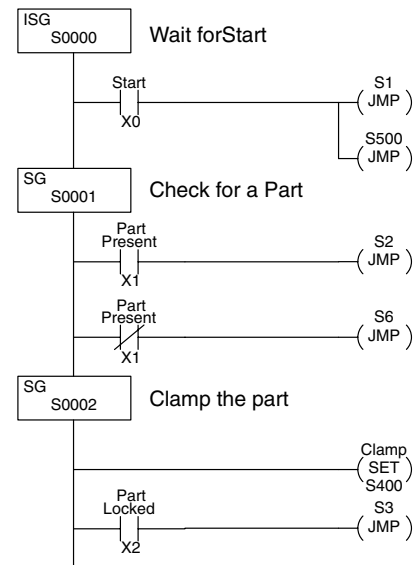 ISG
S0000
Wait forStart
Start
X0
S1
JMP
S500
JMP
SG
S0001
Check for a Part
Part
Present
X1
S2
JMP
Part
Present
X1
S6
JMP
SG
S0002
Clamp the part
Clamp
SET
S400
Part
Locked
X2
S3
JMP